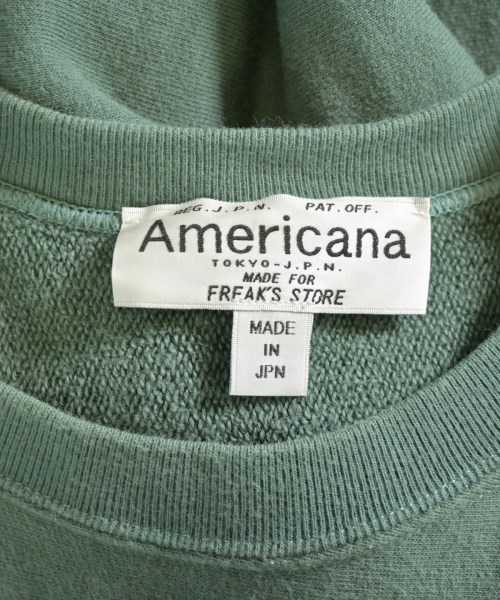 REG. J.P.N. PAT. OFF.
Americana
TOKYO-J.P.N.
MADE FOR
FREAK'S STORE
MADE
IN
JPN